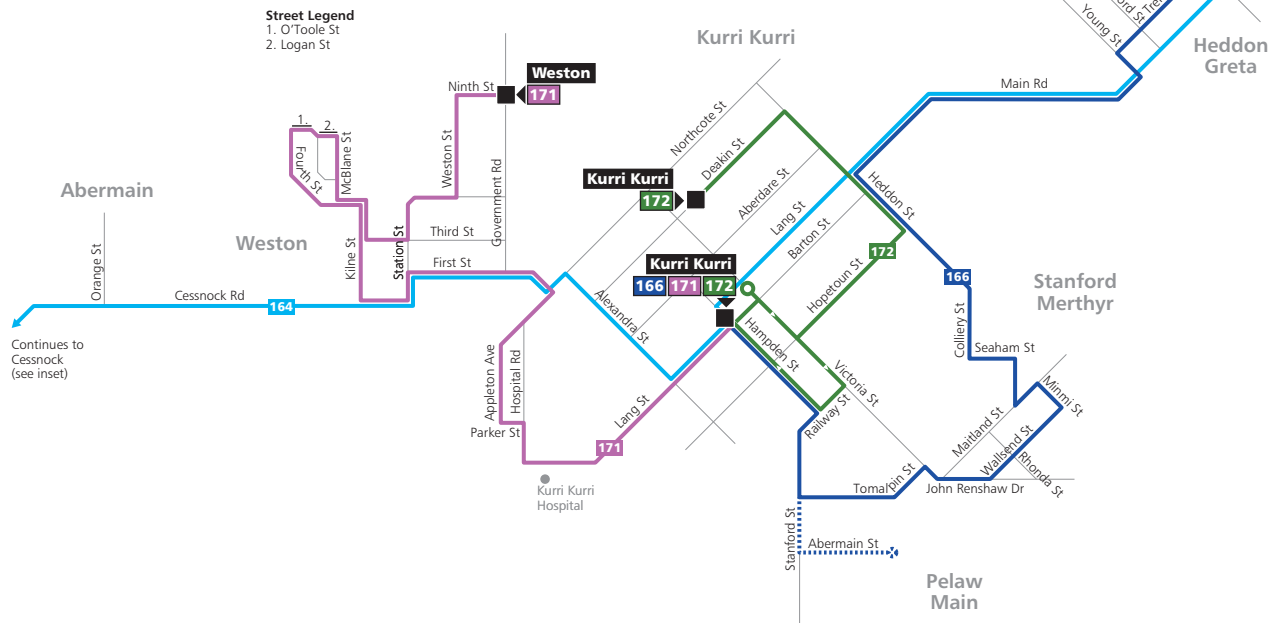 Street Legend
1. O'Toole St
2. Logan St
Kurri Kurri
Young St
Heddon
Greta
Main Rd
Weston
171
Ninth St
Northcote St
Deakin St
Kurri Kurri
172
Aberdare St
Lang St
Barton St
Heddon St
1.
2.
Fourth St
McBlane St
Weston St
Government Rd
Abermain
Weston
Orange St
Kilne St
Station St
Third St
First St
Cessnock Rd
164
Continues to
Cessnock
(see inset)
Kurri Kurri
166
171
172
172
Hopetoun St
166
Stanford
Merthyr
Colliery St
Seaham St
Minmi St
Alexandra St
Hampden St
Victoria St
Railway St
Appleton Ave
Hospital Rd
Parker St
Lang St
171
Kurri Kurri
Hospital
Maitland St
Wallsend St
Rhonda St
Tomalpin St
John Renshaw Dr
Stanford St
Abermain St
Pelaw
Main